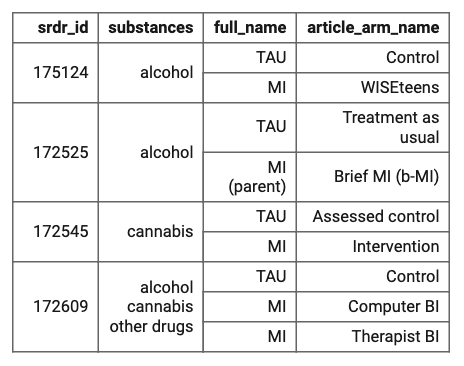 srdr_id substances full_name article_arm_name
175124 alcohol TAU Control
MI WISEteens
172525 alcohol TAU Treatment as
usual
MI
(parent) Brief MI (b-MI)
172545 cannabis TAU Assessed control
MI Intervention
172609 alcohol
cannabis
other drugs TAU Control
MI Computer BI
MI Therapist BI